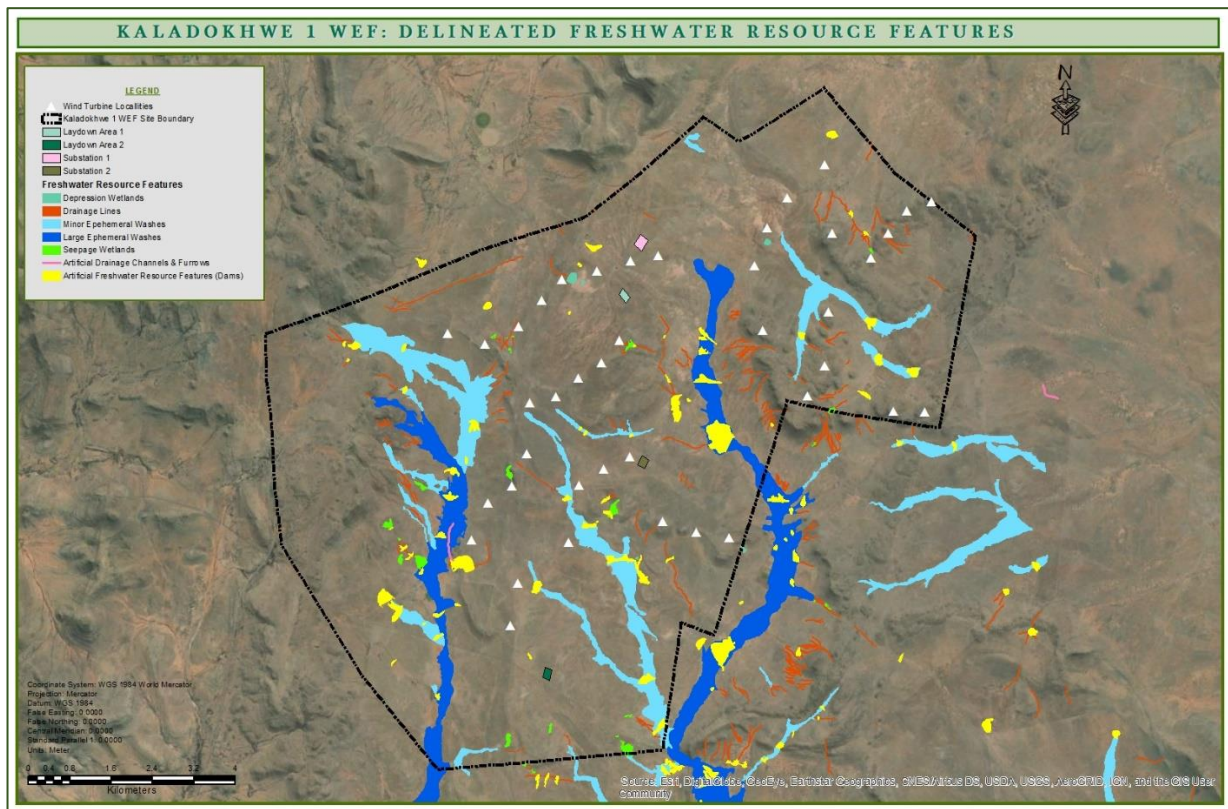 KALADOKHWE 1 WEF: DELINEATED FRESHWATER RESOURCE FEATURES
N
LEGEND
Wind Turbine Localities
Kaladokhwe 1 WEF Site Boundary
Laydown Area 1
Laydown Area 2
Substation 1
Substation 2
Freshwater Resource Features
Depression Wetlands
Drainage Lines
Minor Epehemeral Washes
Large Ephemeral Washes
Seepage Wetlands
Artificial Drainage Channels & Furrows
Artificial Freshwater Resource Features (Dams)
Coordinate System: WGS 1984 World Mercator
Projection: Mercator
Datum: WGS 1984
False Easting: 0.0000
False Northing: 0.0000
Central Meridian: 0.0000
Standard Parallel 1: 0.0000
Units: Meter
0 0.4 0.8 1.6 2.4 4
Kilometers
Source: Esri, DigitalGlobe, GeoEye, Earthstar Geographics, CNES/Airbus DS, USDA, USGS, AeroGRID, IGN, and the GIS User
Community